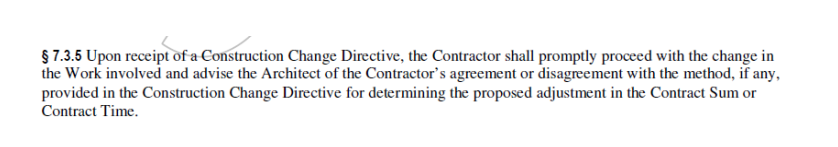 § 7.3.5 Upon receipt of a Construction Change Directive, the Contractor shall promptly proceed with the change in
the Work involved and advise the Architect of the Contractor's agreement or disagreement with the method, if any,
provided in the Construction Change Directive for determining the proposed adjustment in the Contract Sum or
Contract Time.